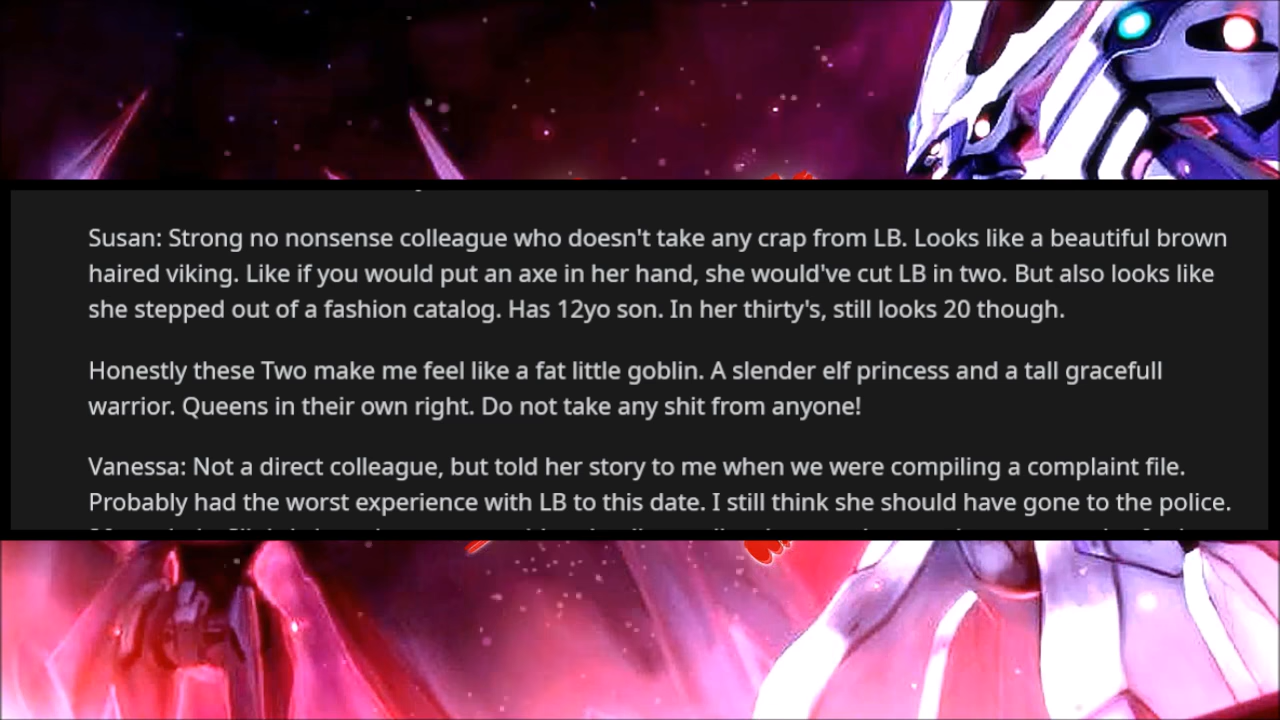 Susan: Strong no nonsense colleague who doesn't take any crap from LB. Looks like a beautiful brown
haired viking. Like if you would put an axe in her hand, she would've cut LB in two. But also looks like
she stepped out of a fashion catalog. Has 12yo son. In her thirty's, still looks 20 though.
Honestly these Two make me feel like a fat little goblin. A slender elf princess and a tall gracefull
warrior. Queens in their own right. Do not take any shit from anyone!
Vanessa: Not a direct colleague, but told her story to me when we were compiling a complaint file.
Probably had the worst experience with LB to this date. I still think she should have gone to the police.